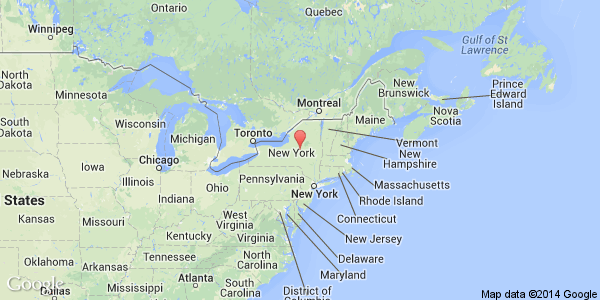 Ontario
Quebec
Winnipeg
Gulf of St
Lawrence
North
Dakota
Minnesota
Montreal
New
Brunswick
Prince
Edward
Island
Nova
Scotia
Maine
Wisconsin
South
Dakota
Michigan
Toronto
Vermont
New
Hampshire
New York
Iowa
Chicago
Nebraska
Massachusetts
Illinois
Indiana
Ohio
Pennsylvania
New York
Rhode Island
Connecticut
States
Kansas
Missouri
West
Virginia
Kentucky
Virginia
New Jersey
Delaware
Maryland
District of
Columbia
Oklahoma
Arkansas
Tennessee
North
Carolina
Mississippi
Atlanta
South
Carolina
Dallas
Google
Map data ©2014 Google